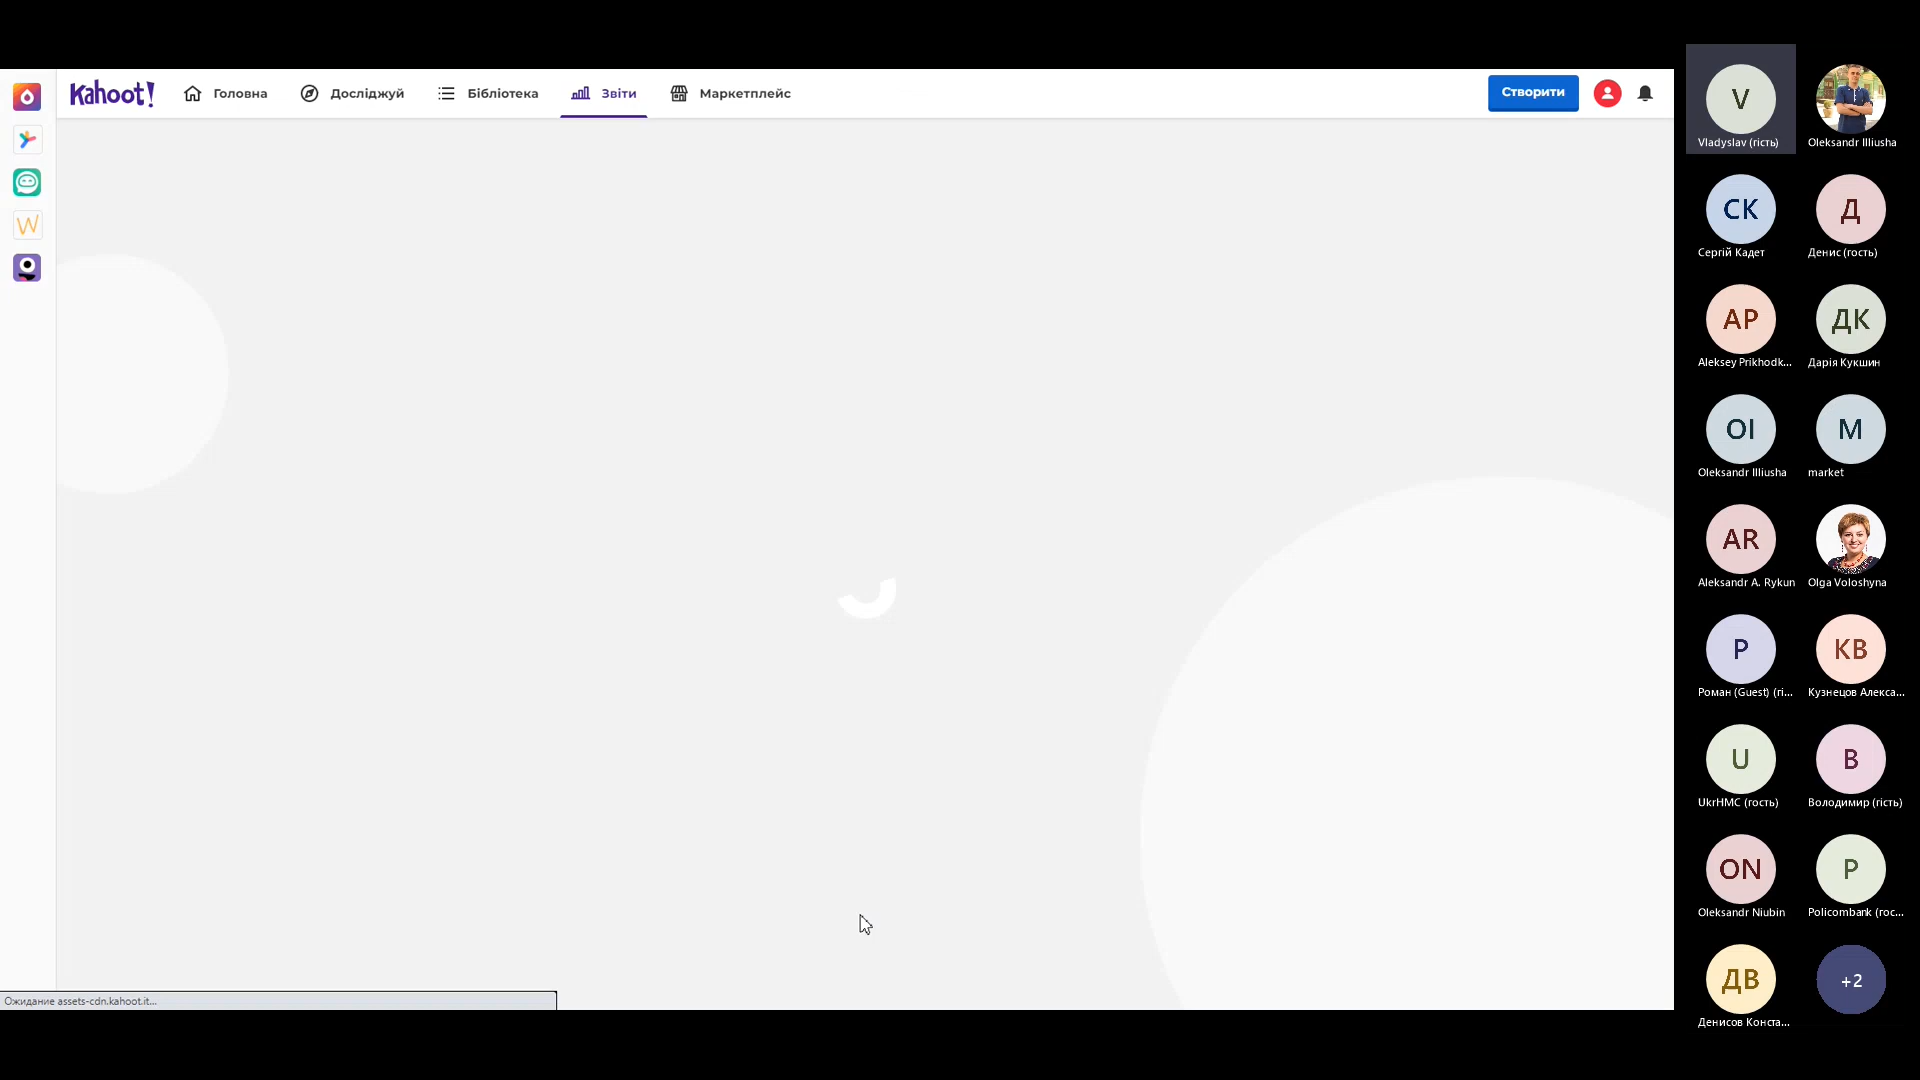 Kahoot!
Головна
Досліджуй
Бібліотека
Звіти
Маркетплейс
Створити
W
Ожидание assets-cdn.kahoot.it...
V
Vladyslav (гість)
Oleksandr Illiusha
СК
Сергій Кадет
Д
Денис (гость)
AP
Aleksey Prikhodk...
ДК
Дарія Кукшин
OI
Oleksandr Illiusha
M
market
AR
Aleksandr A. Rykun
Olga Voloshyna
Р
Роман (Guest) (гі...
КВ
Кузнецов Алекса...
U
UkrHMC (гость)
В
Володимир (гість)
ON
Oleksandr Niubin
P
Policombank (гос...
ДВ
Денисов Конста...
+2